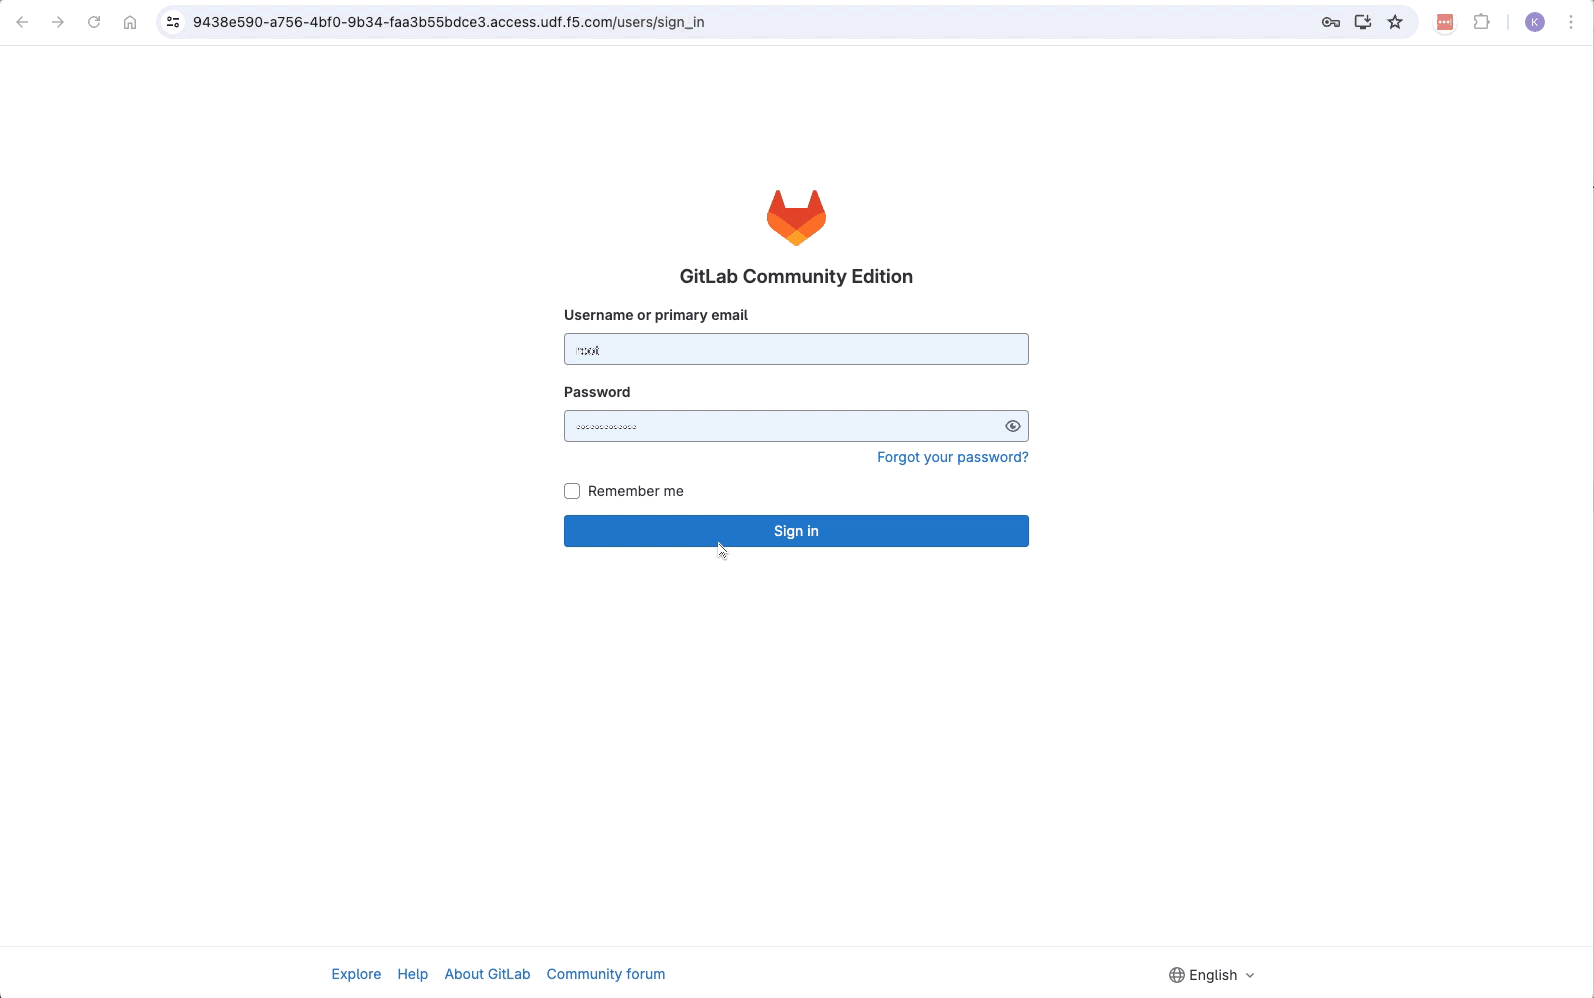 9438e590-a756-4bf0-9b34-faa3b55bdce3.access.udf.f5.com/users/sign_in
K
GitLab Community Edition
Username or primary email
root
Password
Forgot your password?
Remember me
Sign in
Explore Help About GitLab Community forum
English